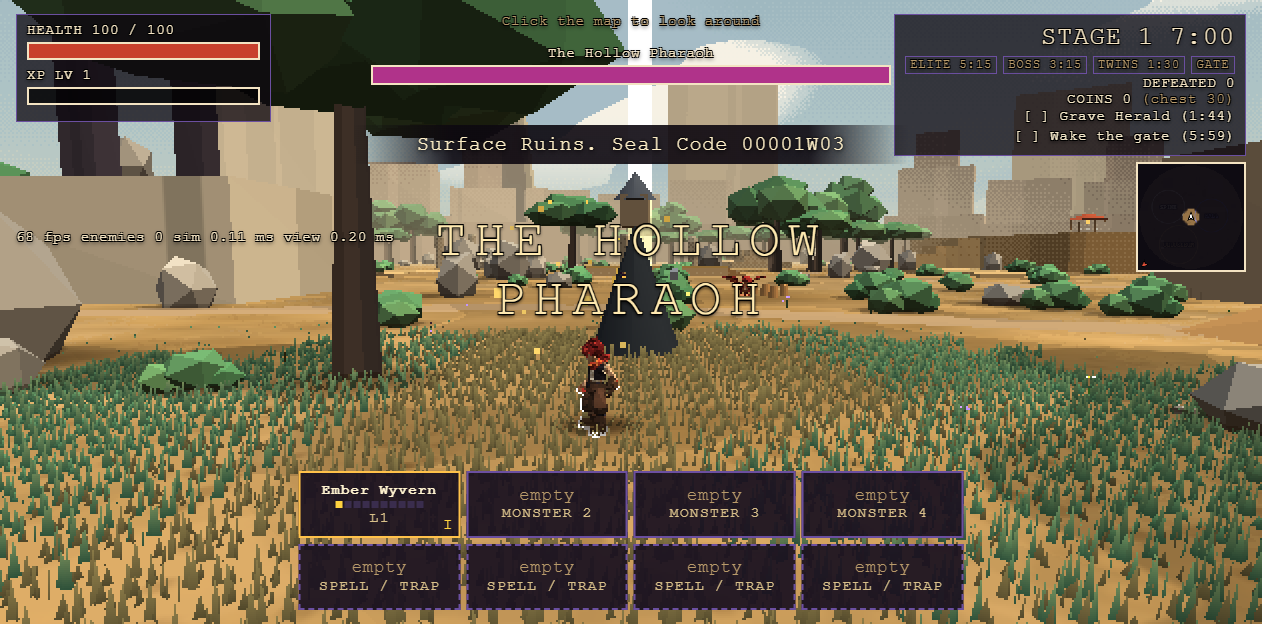 HEALTH 100 / 100
XP LV 1
Click the map to look around
The Hollow Pharaoh
STAGE 1 7:00
ELITE 5:15 BOSS 3:15 TWINS 1:30 GATE
DEFEATED 0
COINS 0 (chest 30)
[ ] Grave Herald (1:44)
[ ] Wake the gate (5:59)
Surface Ruins. Seal Code 00001W03
68 fps enemies 0 sim 0.11 ms view 0.20 ms
THE HOLLOW
PHARAOH
Ember Wyvern
L1
I
empty
MONSTER 2
empty
MONSTER 3
empty
MONSTER 4
empty
SPELL / TRAP
empty
SPELL / TRAP
empty
SPELL / TRAP
empty
SPELL / TRAP